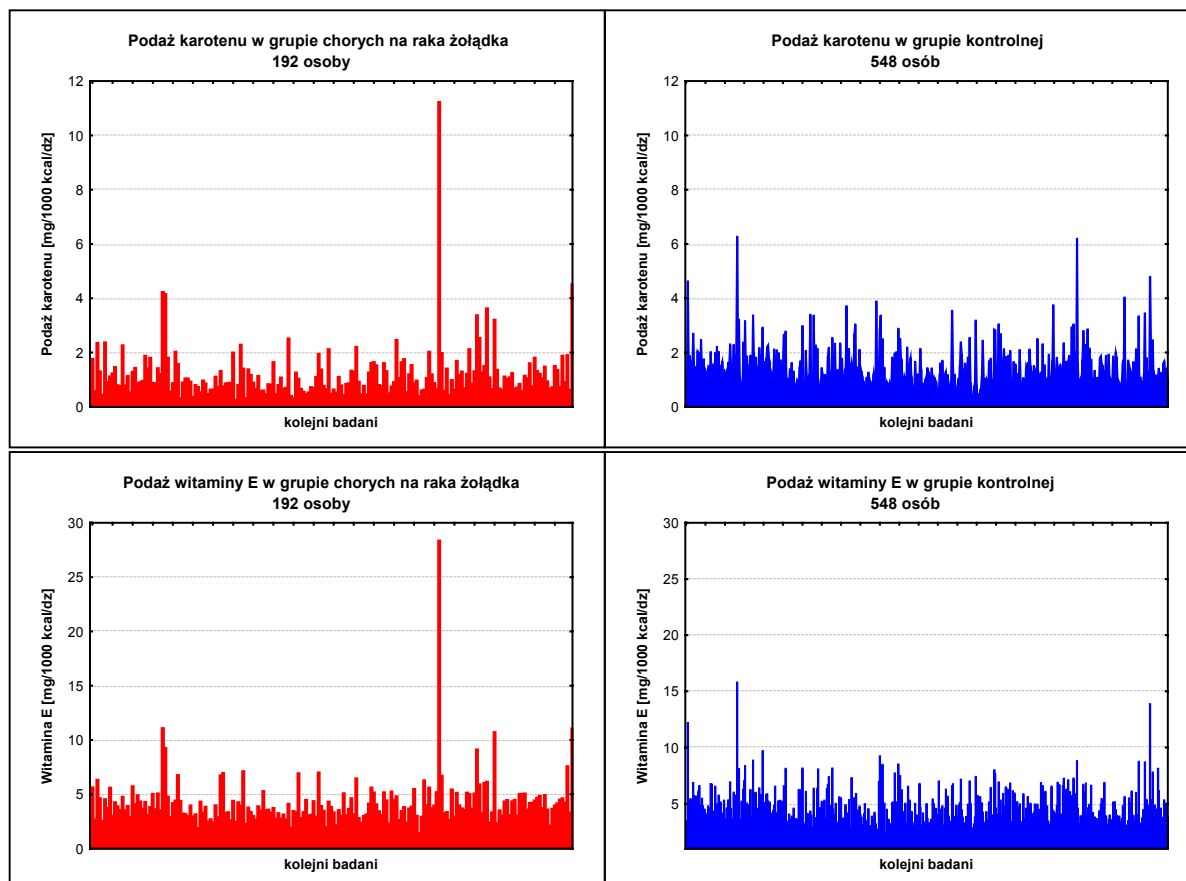 Podaż karotenu w grupie chorych na raka żołądka
192 osoby
12
10
8
6
4
2
0
Podaż karotenu [mg/1000 kcal/dz]
kolejni badani
Podaż karotenu w grupie kontrolnej
548 osób
12
10
8
6
4
2
0
Podaż karotenu [mg/1000 kcal/dz]
kolejni badani
Podaż witaminy E w grupie chorych na raka żołądka
192 osoby
30
25
20
15
10
5
0
Witamina E [mg/1000 kcal/dz]
kolejni badani
Podaż witaminy E w grupie kontrolnej
548 osób
30
25
20
15
10
5
Witamina E [mg/1000 kcal/dz]
kolejni badani